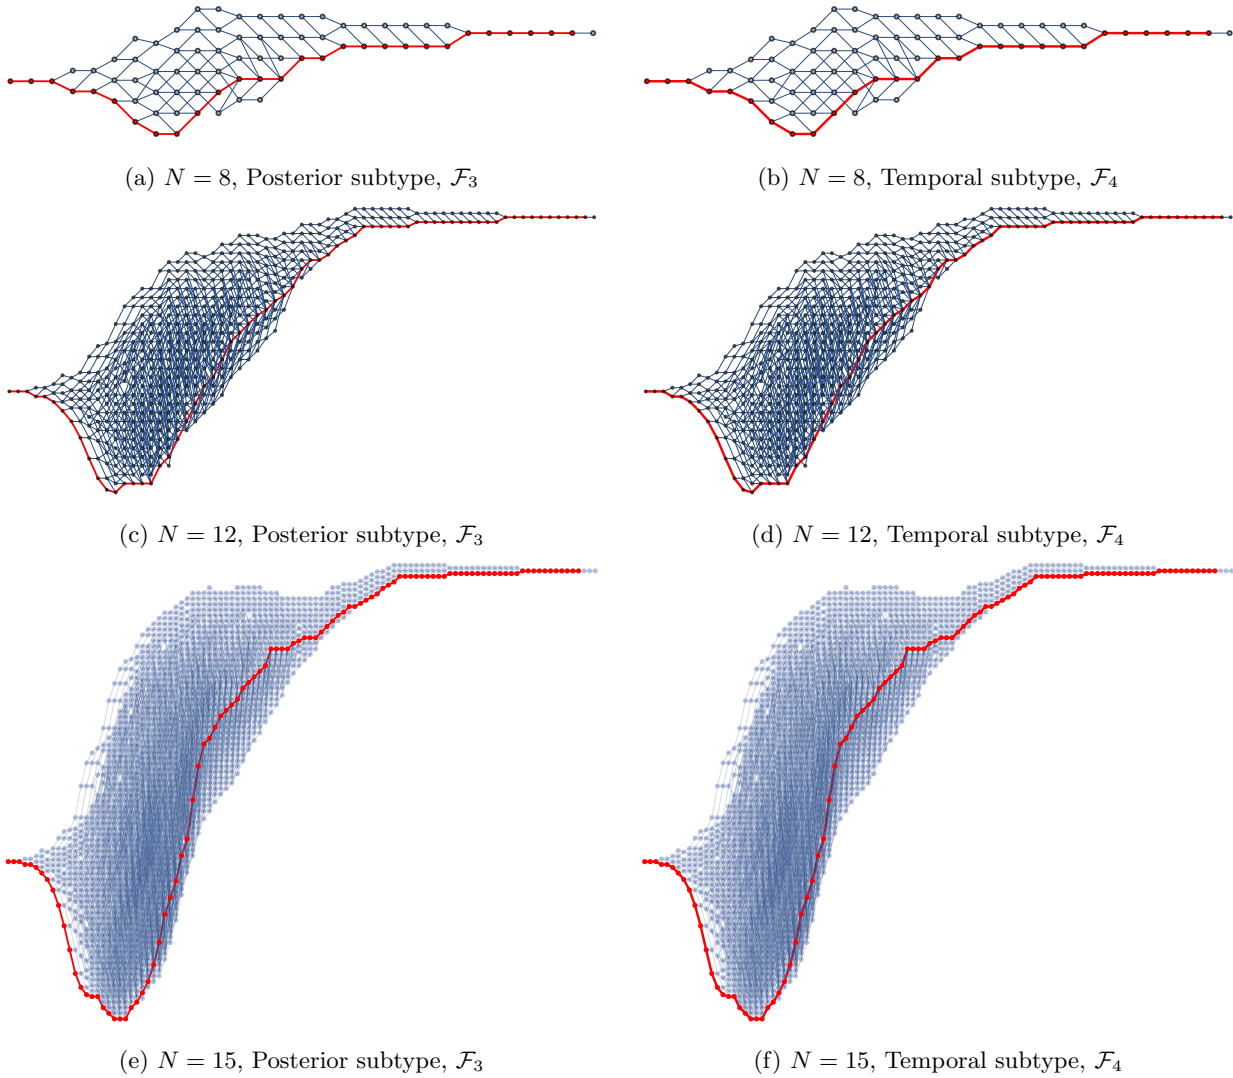 (a) N = 8, Posterior subtype, 𝓕₃
(b) N = 8, Temporal subtype, 𝓕₄
(c) N = 12, Posterior subtype, 𝓕₃
(d) N = 12, Temporal subtype, 𝓕₄
(e) N = 15, Posterior subtype, 𝓕₃
(f) N = 15, Temporal subtype, 𝓕₄